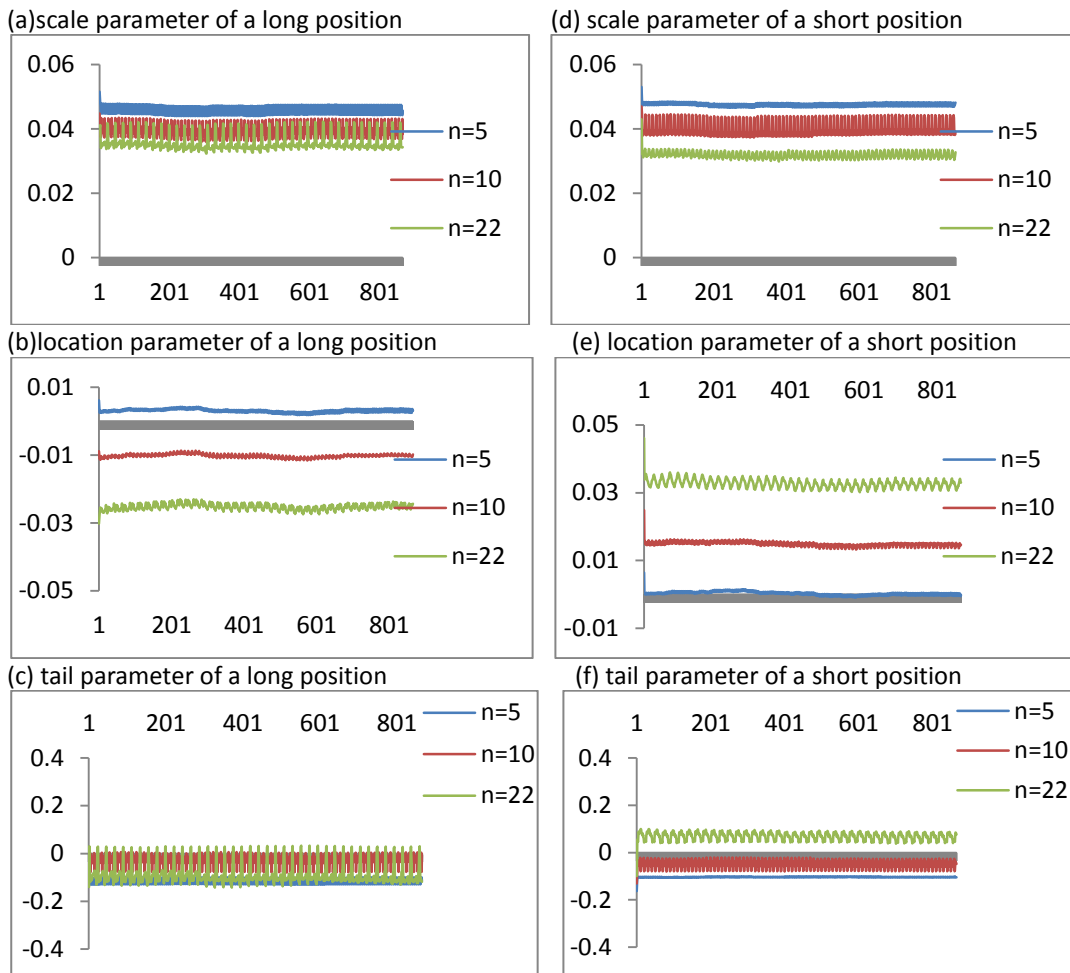 (a)scale parameter of a long position
0.06
0.04
0.02
0
1 201 401 601 801
n=5
n=10
n=22
(d) scale parameter of a short position
0.06
0.04
0.02
0
1 201 401 601 801
n=5
n=10
n=22
(b)location parameter of a long position
0.01
-0.01
-0.03
-0.05
1 201 401 601 801
n=5
n=10
n=22
(e) location parameter of a short position
1 201 401 601 801
0.05
0.03
0.01
-0.01
n=5
n=10
n=22
(c) tail parameter of a long position
1 201 401 601 801
0.4
0.2
0
-0.2
-0.4
n=5
n=10
n=22
(f) tail parameter of a short position
1 201 401 601 801
0.4
0.2
0
-0.2
-0.4
n=5
n=10
n=22